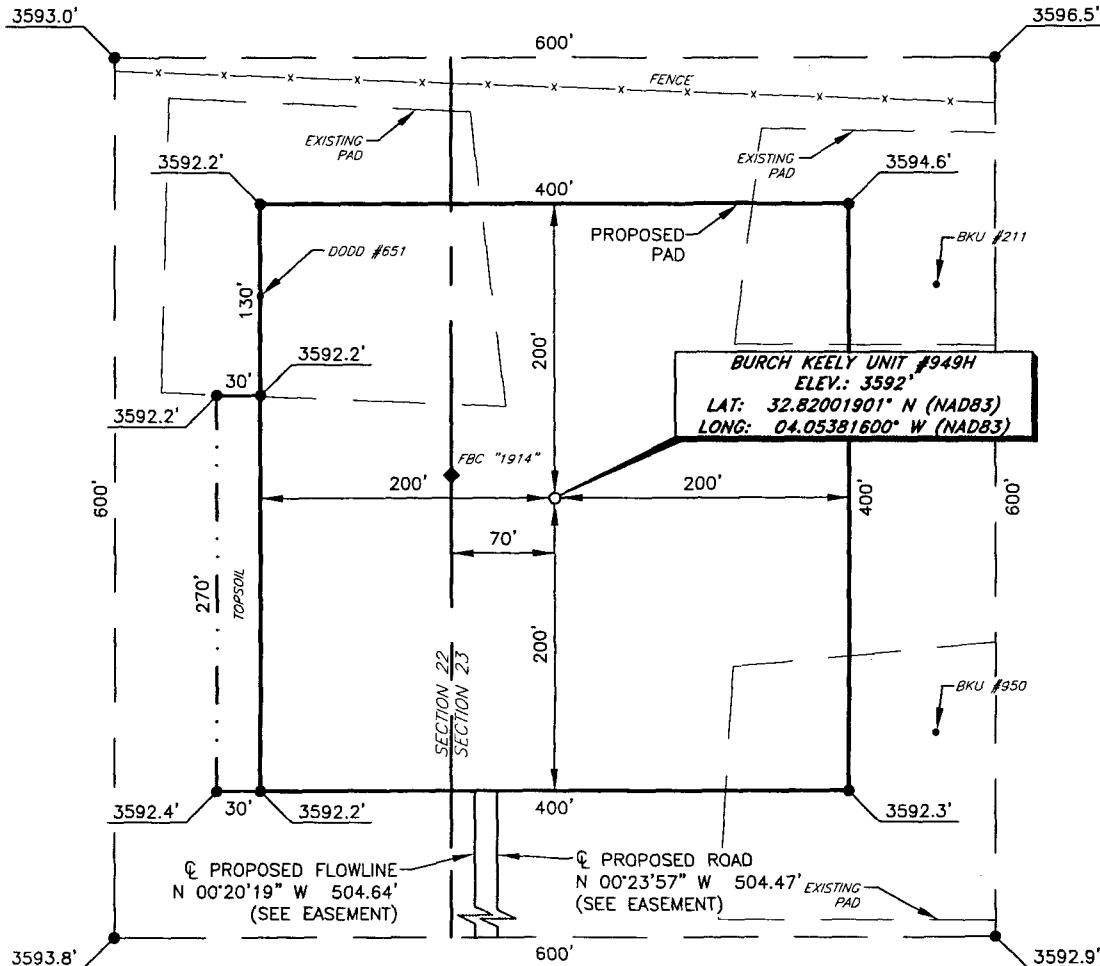 3593.0'
3596.5'
600'
FENCE
EXISTING
PAD
EXISTING
PAD
3592.2'
3594.6'
400'
PROPOSED
PAD
DODD #651
BKU #211
130'
200'
3592.2'
30'
3592.2'
BURCH KEELY UNIT #949H
ELEV.: 3592'
LAT: 32.82001901° N (NAD83)
LONG: 04.05381600° W (NAD83)
FBC "1914"
600'
200'
200'
400'
600'
70'
270'
TOPSOIL
200'
SECTION 22
SECTION 23
BKU #950
3592.4'
30'
3592.2'
400'
3592.3'
℄ PROPOSED FLOWLINE
N 00°20'19" W 504.64'
(SEE EASEMENT)
℄ PROPOSED ROAD
N 00°23'57" W 504.47'
(SEE EASEMENT)
EXISTING
PAD
3593.8'
600'
3592.9'